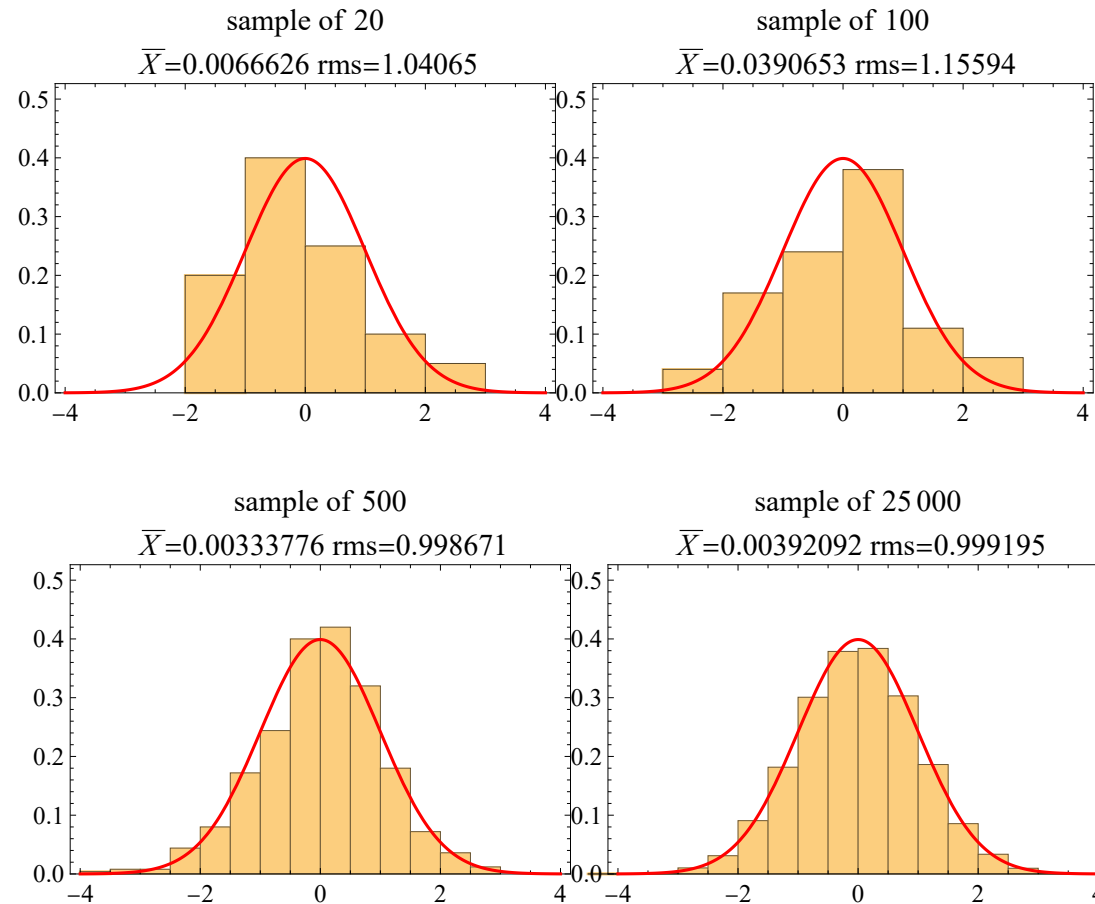 sample of 20
X̅=0.0066626 rms=1.04065
0.5
0.4
0.3
0.2
0.1
0.0
−4 −2 0 2 4
sample of 100
X̅=0.0390653 rms=1.15594
0.5
0.4
0.3
0.2
0.1
0.0
−4 −2 0 2 4
sample of 500
X̅=0.00333776 rms=0.998671
0.5
0.4
0.3
0.2
0.1
0.0
−4 −2 0 2 4
sample of 25 000
X̅=0.00392092 rms=0.999195
0.5
0.4
0.3
0.2
0.1
0.0
−4 −2 0 2 4